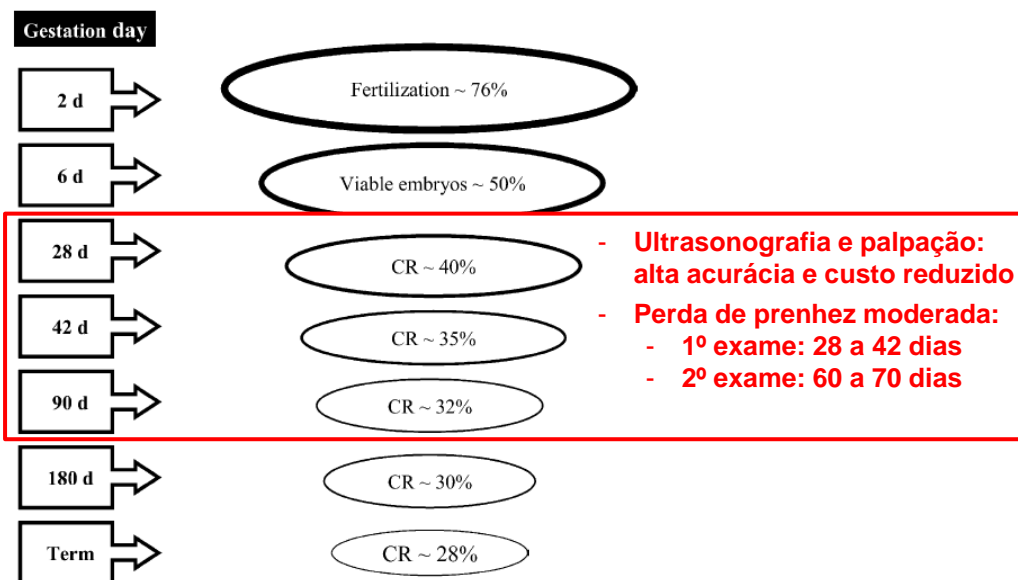 Gestation day
2 d
Fertilization ~ 76%
6 d
Viable embryos ~ 50%
28 d
CR ~ 40%
42 d
CR ~ 35%
90 d
CR ~ 32%
- Ultrasonografia e palpação:
alta acurácia e custo reduzido
- Perda de prenhez moderada:
- 1º exame: 28 a 42 dias
- 2º exame: 60 a 70 dias
180 d
CR ~ 30%
Term
CR ~ 28%